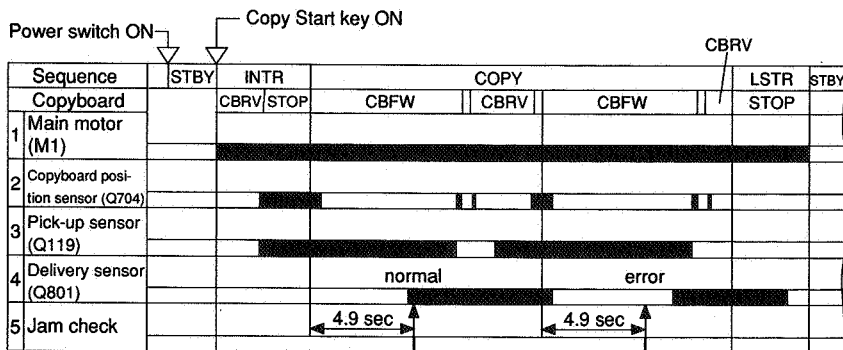 Power switch ON
Copy Start key ON
CBRV
Sequence STBY INTR COPY LSTR STBY
Copyboard CBRV STOP CBFW CBRV CBFW STOP
1 Main motor
(M1)
2 Copyboard posi-
tion sensor (Q704)
3 Pick-up sensor
(Q119)
4 Delivery sensor
(Q801)
normal error
5 Jam check 4.9 sec 4.9 sec